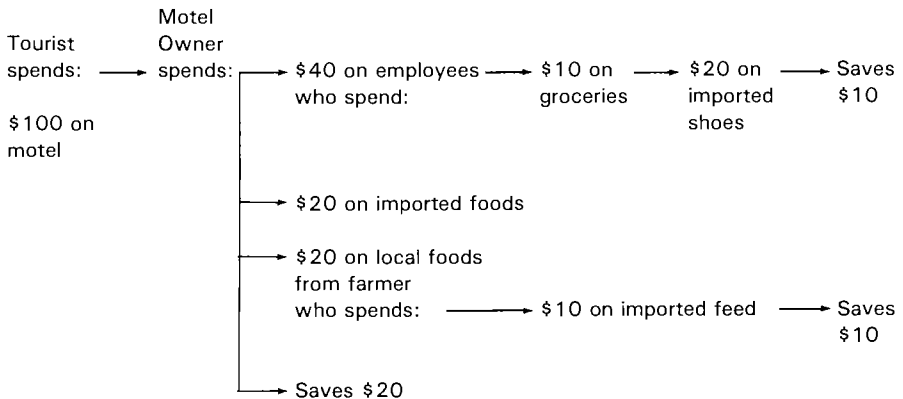 Tourist
spends:
$100 on
motel
Motel
Owner
spends:
$40 on employees
who spend:
$10 on
groceries
$20 on
imported
shoes
Saves
$10
$20 on imported foods
$20 on local foods
from farmer
who spends:
$10 on imported feed
Saves
$10
Saves $20